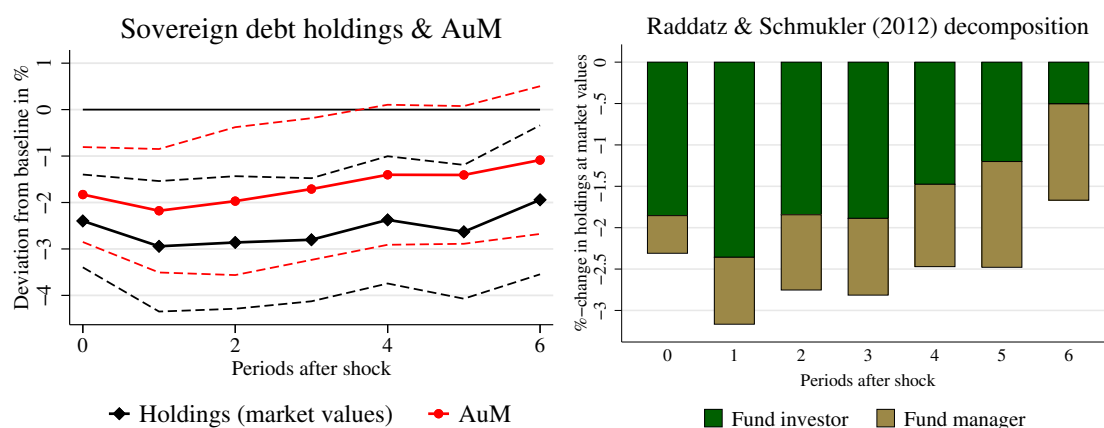 Sovereign debt holdings & AuM
Deviation from baseline in %
1
0
−1
−2
−3
−4
0 2 4 6
Periods after shock
Holdings (market values) AuM
Raddatz & Schmukler (2012) decomposition
%−change in holdings at market values
0
−.5
−1
−1.5
−2
−2.5
−3
0 1 2 3 4 5 6
Periods after shock
Fund investor Fund manager